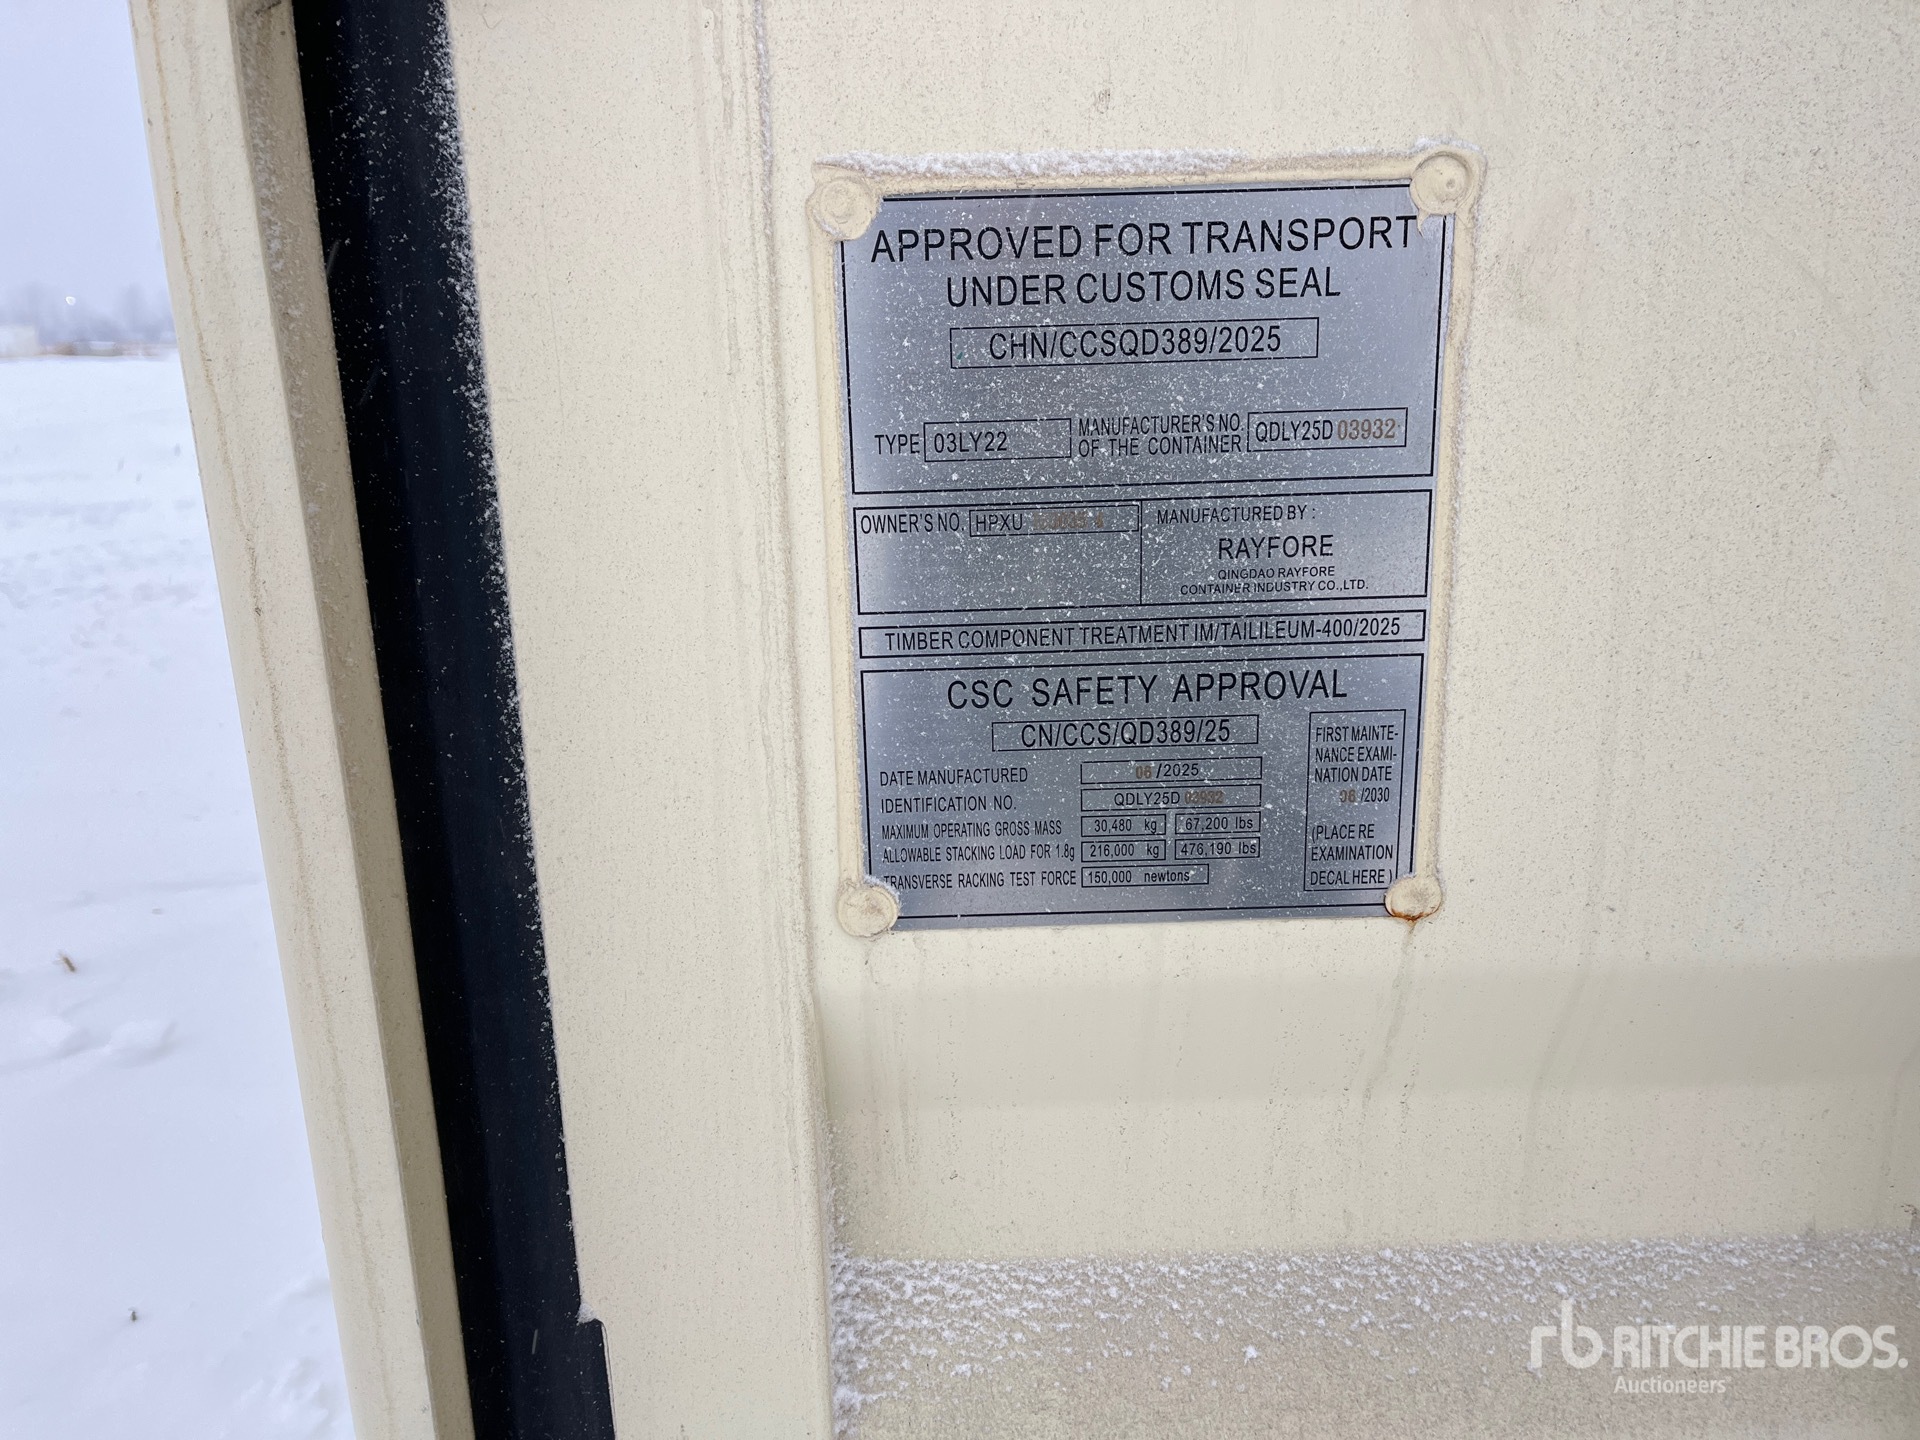 APPROVED FOR TRANSPORT
UNDER CUSTOMS SEAL
CHN/CCSQD389/2025
TYPE 03LY22 MANUFACTURER'S NO. OF THE CONTAINER QDLY25D 03932
OWNER'S NO. HPXU
MANUFACTURED BY :
RAYFORE
QINGDAO RAYFORE
CONTAINER INDUSTRY CO.,LTD.
TIMBER COMPONENT TREATMENT IM/TAILILEUM-400/2025
CSC SAFETY APPROVAL
CN/CCS/QD389/25
DATE MANUFACTURED 06 /2025
IDENTIFICATION NO. QDLY25D 03932
MAXIMUM OPERATING GROSS MASS 30,480 kg 67,200 lbs
ALLOWABLE STACKING LOAD FOR 1.8g 216,000 kg 476,190 lbs
TRANSVERSE RACKING TEST FORCE 150,000 newtons
FIRST MAINTE-
NANCE EXAMI-
NATION DATE
06 /2030
(PLACE RE
EXAMINATION
DECAL HERE )
rb RITCHIE BROS.
Auctioneers